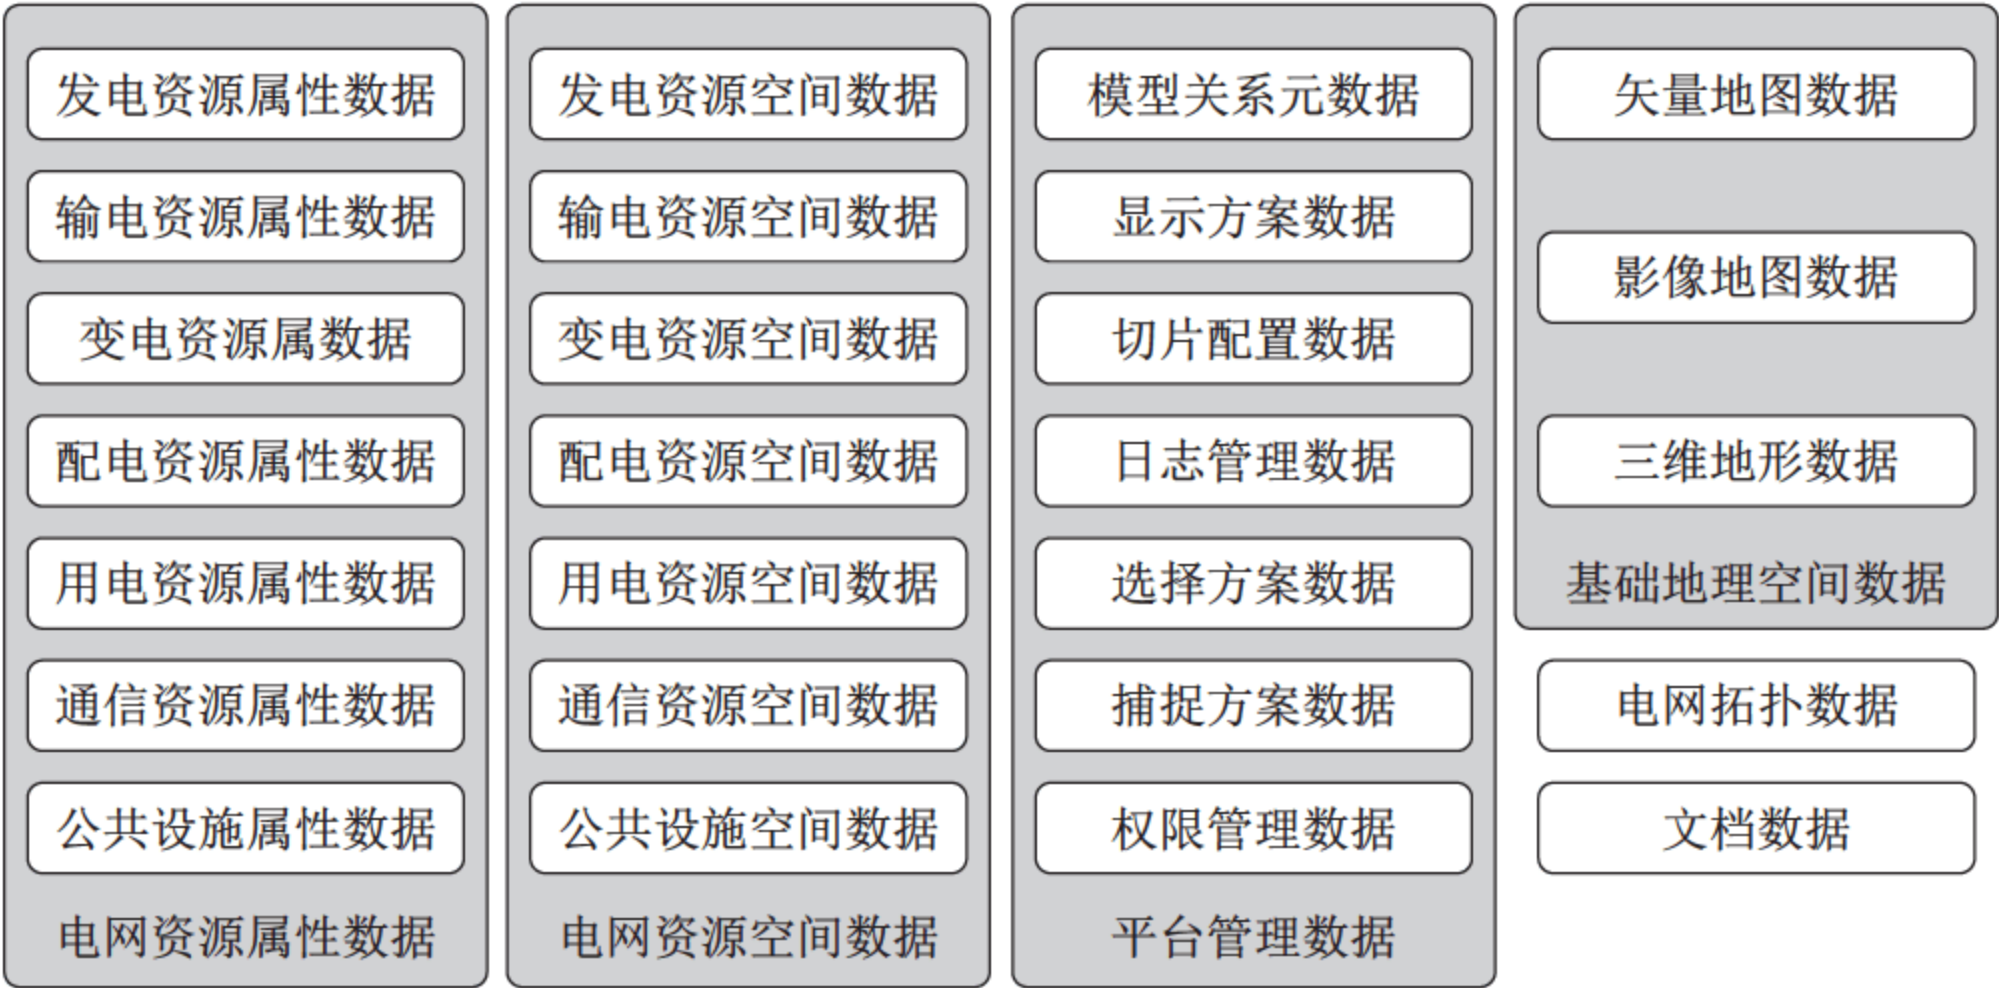 发电资源属性数据
输电资源属性数据
变电资源属数据
配电资源属性数据
用电资源属性数据
通信资源属性数据
公共设施属性数据
电网资源属性数据
发电资源空间数据
输电资源空间数据
变电资源空间数据
配电资源空间数据
用电资源空间数据
通信资源空间数据
公共设施空间数据
电网资源空间数据
模型关系元数据
显示方案数据
切片配置数据
日志管理数据
选择方案数据
捕捉方案数据
权限管理数据
平台管理数据
矢量地图数据
影像地图数据
三维地形数据
基础地理空间数据
电网拓扑数据
文档数据